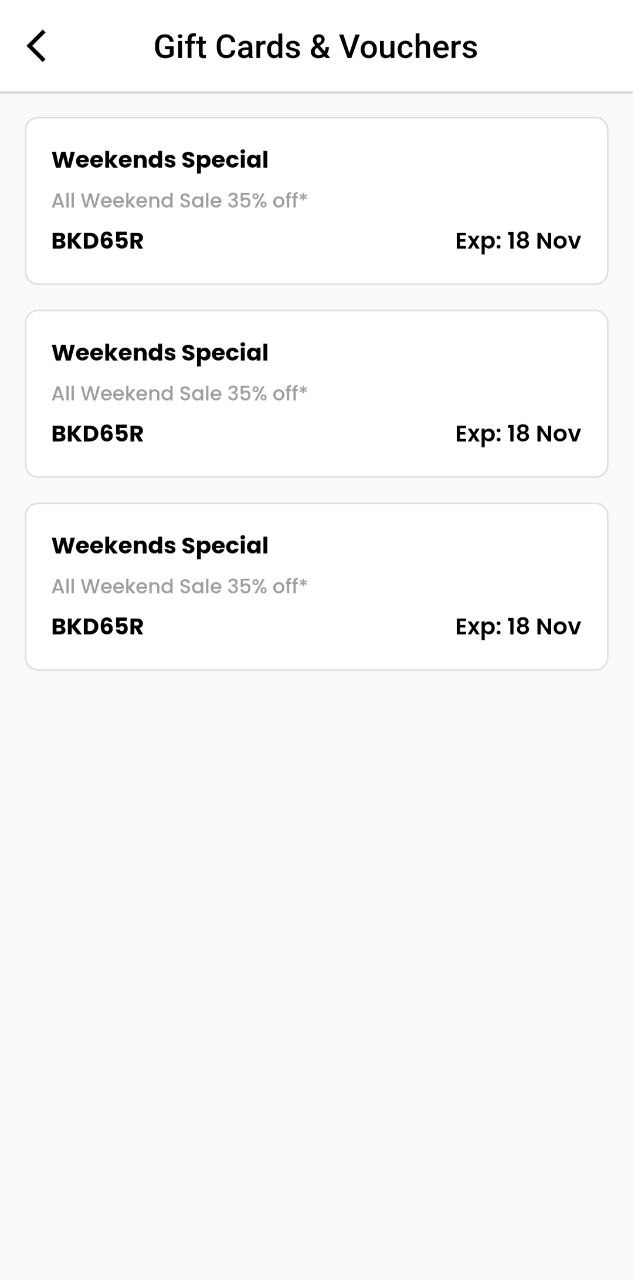 Gift Cards & Vouchers
Weekends Special
All Weekend Sale 35% off*
BKD65R Exp: 18 Nov
Weekends Special
All Weekend Sale 35% off*
BKD65R Exp: 18 Nov
Weekends Special
All Weekend Sale 35% off*
BKD65R Exp: 18 Nov